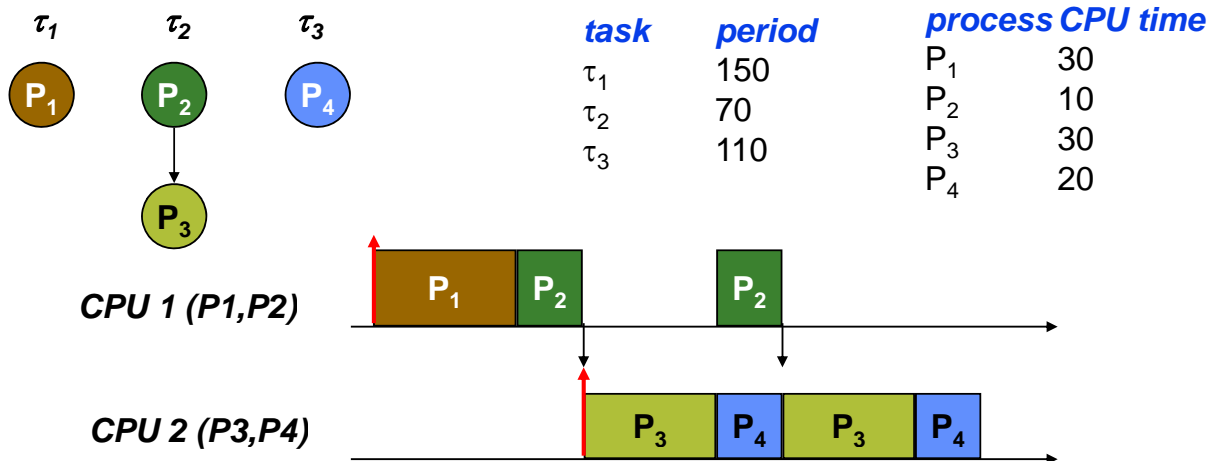 τ1 τ2 τ3
P1 P2 P4
P3
task period
τ1 150
τ2 70
τ3 110
process CPU time
P1 30
P2 10
P3 30
P4 20
CPU 1 (P1,P2)
P1 P2 P2
CPU 2 (P3,P4)
P3 P4 P3 P4